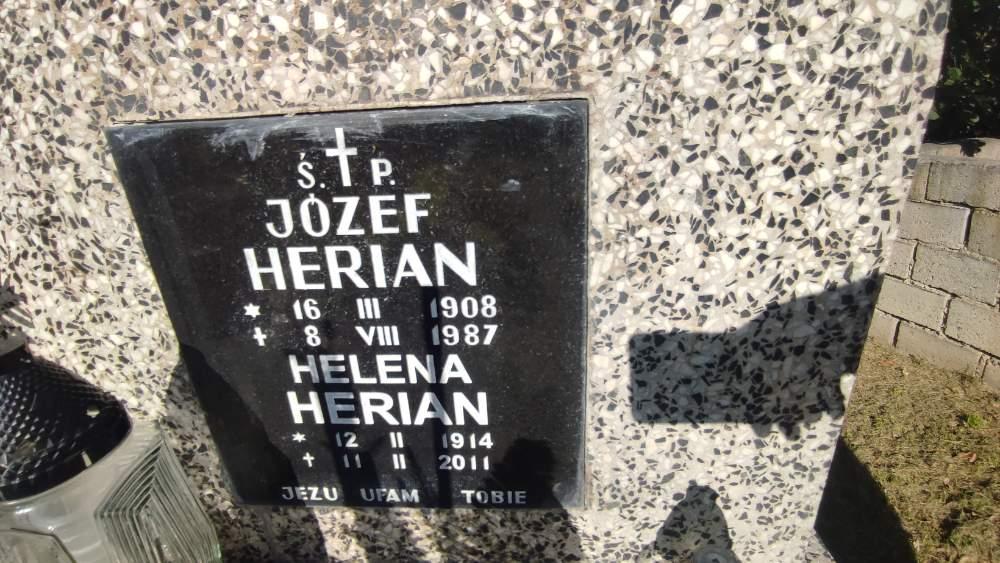 Ś. P.
JÓZEF
HERIAN
* 16 III 1908
✝ 8 VIII 1987
HELENA
HERIAN
* 12 II 1914
✝ 11 II 2011
JEZU UFAM TOBIE